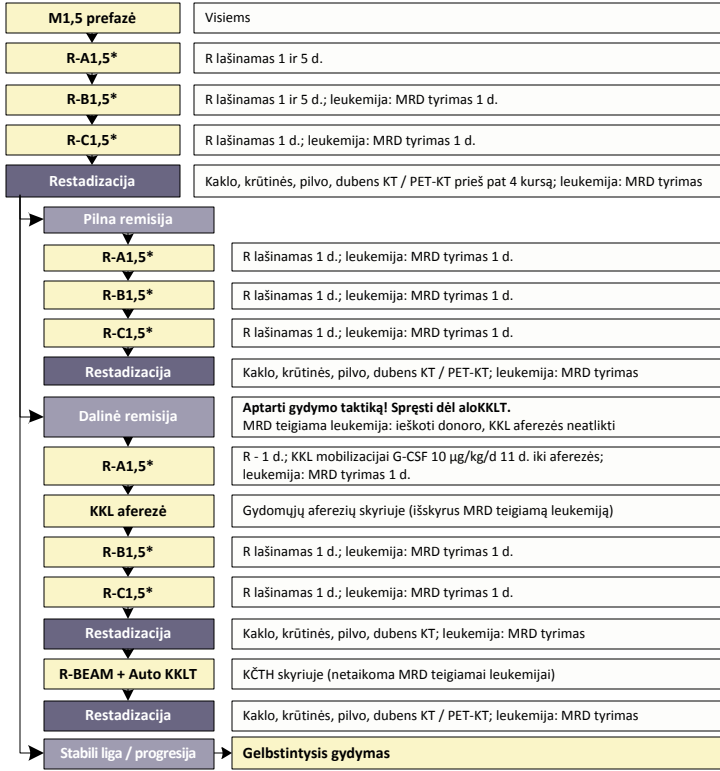 M1,5 prefazė
Visiems
R-A1,5*
R lašinamas 1 ir 5 d.
R-B1,5*
R lašinamas 1 ir 5 d.; leukemija: MRD tyrimas 1 d.
R-C1,5*
R lašinamas 1 d.; leukemija: MRD tyrimas 1 d.
Restadizacija
Kaklo, krūtinės, pilvo, dubens KT / PET-KT prieš pat 4 kursą; leukemija: MRD tyrimas
Pilna remisija
R-A1,5*
R lašinamas 1 d.; leukemija: MRD tyrimas 1 d.
R-B1,5*
R lašinamas 1 d.; leukemija: MRD tyrimas 1 d.
R-C1,5*
R lašinamas 1 d.; leukemija: MRD tyrimas 1 d.
Restadizacija
Kaklo, krūtinės, pilvo, dubens KT / PET-KT; leukemija: MRD tyrimas
Dalinė remisija
Aptarti gydymo taktiką! Spręsti dėl aloKKLT.
MRD teigiama leukemija: ieškoti donoro, KKL aferezės neatlikti
R-A1,5*
R - 1 d.; KKL mobilizacijai G-CSF 10 µg/kg/d 11 d. iki aferezės;
leukemija: MRD tyrimas 1 d.
KKL aferezė
Gydomųjų aferezių skyriuje (išskyrus MRD teigiamą leukemiją)
R-B1,5*
R lašinamas 1 d.; leukemija: MRD tyrimas 1 d.
R-C1,5*
R lašinamas 1 d.; leukemija: MRD tyrimas 1 d.
Restadizacija
Kaklo, krūtinės, pilvo, dubens KT; leukemija: MRD tyrimas
R-BEAM + Auto KKLT
KČTH skyriuje (netaikoma MRD teigiamai leukemijai)
Restadizacija
Kaklo, krūtinės, pilvo, dubens KT / PET-KT; leukemija: MRD tyrimas
Stabili liga / progresija
Gelbstintysis gydymas